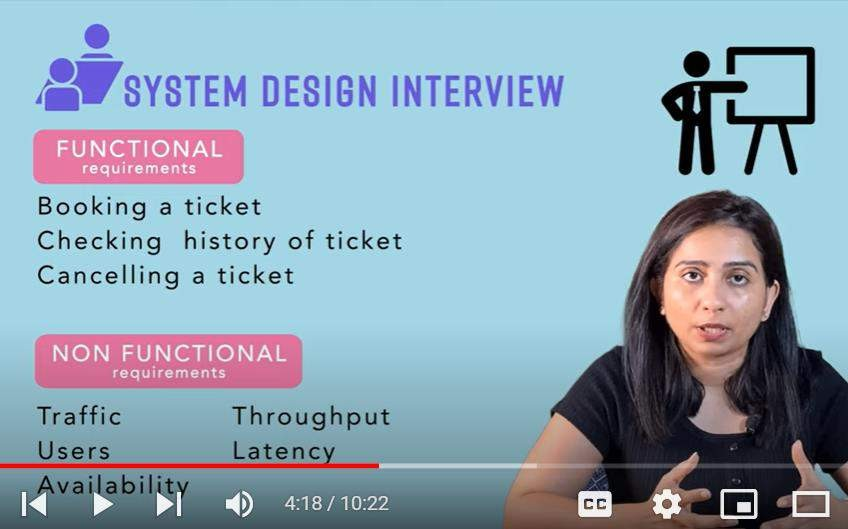 SYSTEM DESIGN INTERVIEW
FUNCTIONAL
requirements
Booking a ticket
Checking history of ticket
Cancelling a ticket
NON FUNCTIONAL
requirements
Traffic
Throughput
Users
Latency
Availability
4:18 / 10:22
CC